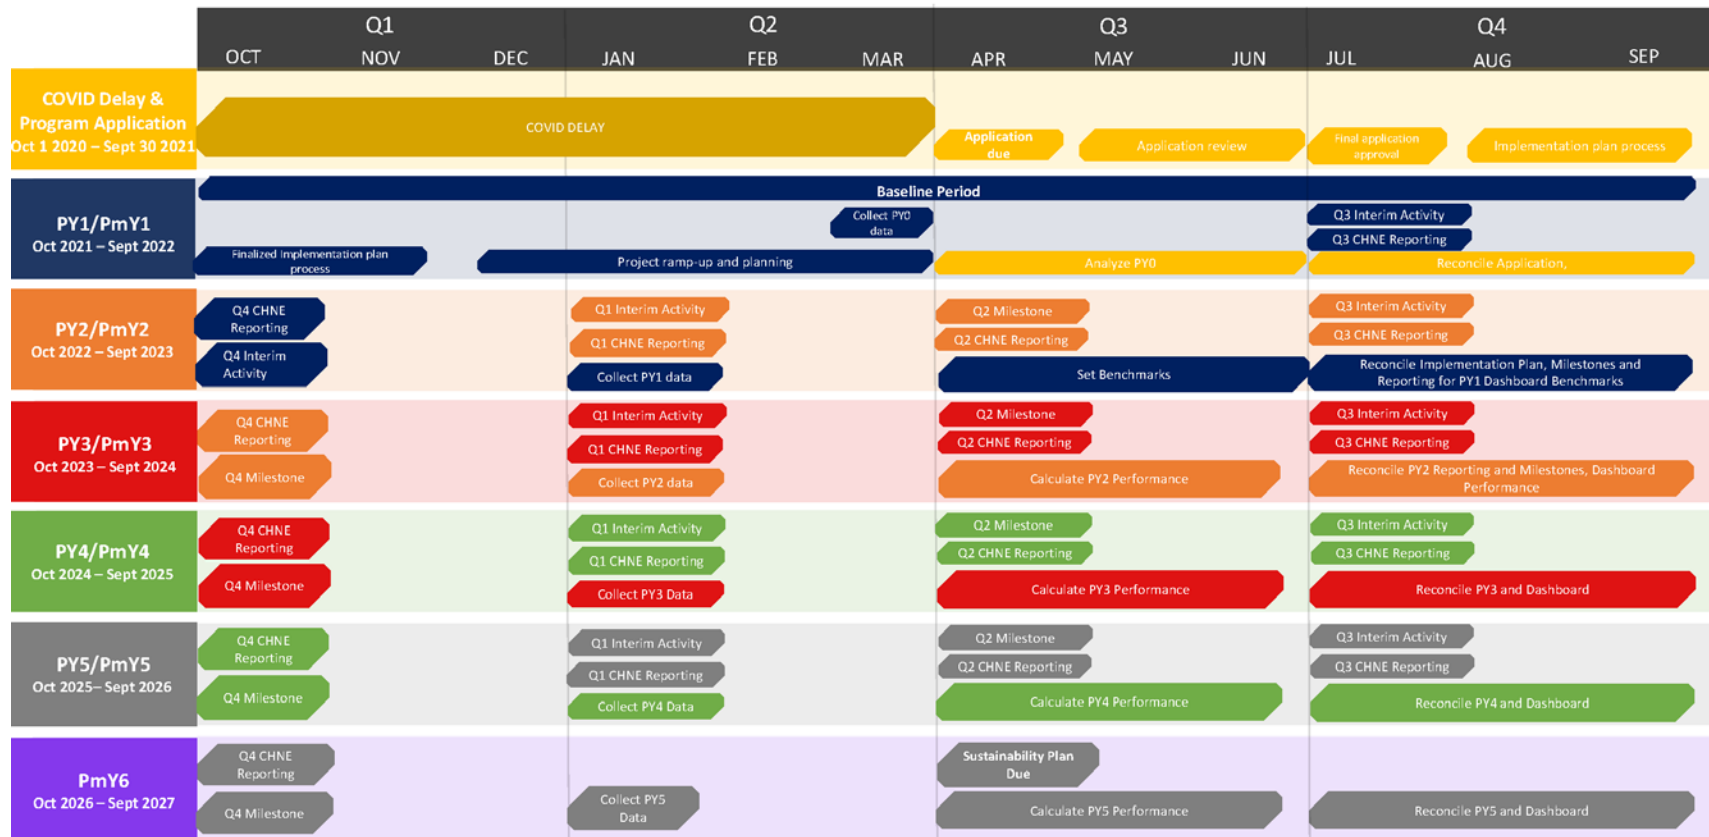 Q1
Q2
Q3
Q4
OCT
NOV
DEC
JAN
FEB
MAR
APR
MAY
JUN
JUL
AUG
SEP
COVID Delay &
Program Application
Oct 1 2020 – Sept 30 2021
COVID DELAY
Application
due
Application review
Final application
approval
Implementation plan process
PY1/PmY1
Oct 2021 – Sept 2022
Baseline Period
Collect PY0
data
Q3 Interim Activity
Q3 CHNE Reporting
Finalized Implementation plan
process
Project ramp-up and planning
Analyze PY0
Reconcile Application,
PY2/PmY2
Oct 2022 – Sept 2023
Q4 CHNE
Reporting
Q4 Interim
Activity
Q1 Interim Activity
Q1 CHNE Reporting
Collect PY1 data
Q2 Milestone
Q2 CHNE Reporting
Set Benchmarks
Q3 Interim Activity
Q3 CHNE Reporting
Reconcile Implementation Plan, Milestones and
Reporting for PY1 Dashboard Benchmarks
PY3/PmY3
Oct 2023 – Sept 2024
Q4 CHNE
Reporting
Q4 Milestone
Q1 Interim Activity
Q1 CHNE Reporting
Collect PY2 data
Q2 Milestone
Q2 CHNE Reporting
Calculate PY2 Performance
Q3 Interim Activity
Q3 CHNE Reporting
Reconcile PY2 Reporting and Milestones, Dashboard
Performance
PY4/PmY4
Oct 2024 – Sept 2025
Q4 CHNE
Reporting
Q4 Milestone
Q1 Interim Activity
Q1 CHNE Reporting
Collect PY3 Data
Q2 Milestone
Q2 CHNE Reporting
Calculate PY3 Performance
Q3 Interim Activity
Q3 CHNE Reporting
Reconcile PY3 and Dashboard
PY5/PmY5
Oct 2025– Sept 2026
Q4 CHNE
Reporting
Q4 Milestone
Q1 Interim Activity
Q1 CHNE Reporting
Collect PY4 Data
Q2 Milestone
Q2 CHNE Reporting
Calculate PY4 Performance
Q3 Interim Activity
Q3 CHNE Reporting
Reconcile PY4 and Dashboard
PmY6
Oct 2026 – Sept 2027
Q4 CHNE
Reporting
Q4 Milestone
Collect PY5
Data
Sustainability Plan
Due
Calculate PY5 Performance
Reconcile PY5 and Dashboard